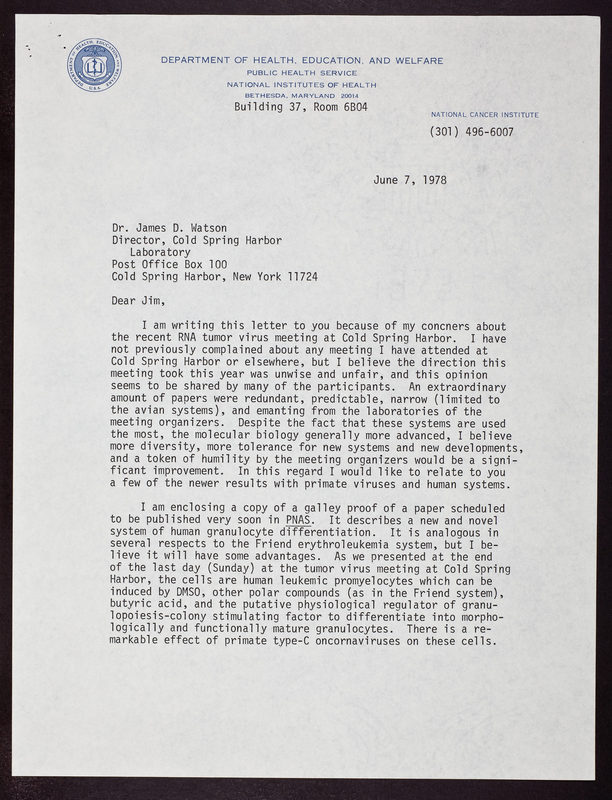 DEPARTMENT OF HEALTH, EDUCATION, AND WELFARE
PUBLIC HEALTH SERVICE
NATIONAL INSTITUTES OF HEALTH
BETHESDA, MARYLAND 20014
Building 37, Room 6B04
NATIONAL CANCER INSTITUTE
(301) 496-6007
June 7, 1978
Dr. James D. Watson
Director, Cold Spring Harbor
Laboratory
Post Office Box 100
Cold Spring Harbor, New York 11724
Dear Jim,
I am writing this letter to you because of my concners about
the recent RNA tumor virus meeting at Cold Spring Harbor. I have
not previously complained about any meeting I have attended at
Cold Spring Harbor or elsewhere, but I believe the direction this
meeting took this year was unwise and unfair, and this opinion
seems to be shared by many of the participants. An extraordinary
amount of papers were redundant, predictable, narrow (limited to
the avian systems), and emanting from the laboratories of the
meeting organizers. Despite the fact that these systems are used
the most, the molecular biology generally more advanced, I believe
more diversity, more tolerance for new systems and new developments,
and a token of humility by the meeting organizers would be a signi-
ficant improvement. In this regard I would like to relate to you
a few of the newer results with primate viruses and human systems.
I am enclosing a copy of a galley proof of a paper scheduled
to be published very soon in PNAS. It describes a new and novel
system of human granulocyte differentiation. It is analogous in
several respects to the Friend erythroleukemia system, but I be-
lieve it will have some advantages. As we presented at the end
of the last day (Sunday) at the tumor virus meeting at Cold Spring
Harbor, the cells are human leukemic promyelocytes which can be
induced by DMSO, other polar compounds (as in the Friend system),
butyric acid, and the putative physiological regulator of granu-
lopoiesis-colony stimulating factor to differentiate into morpho-
logically and functionally mature granulocytes. There is a re-
markable effect of primate type-C oncornaviruses on these cells.